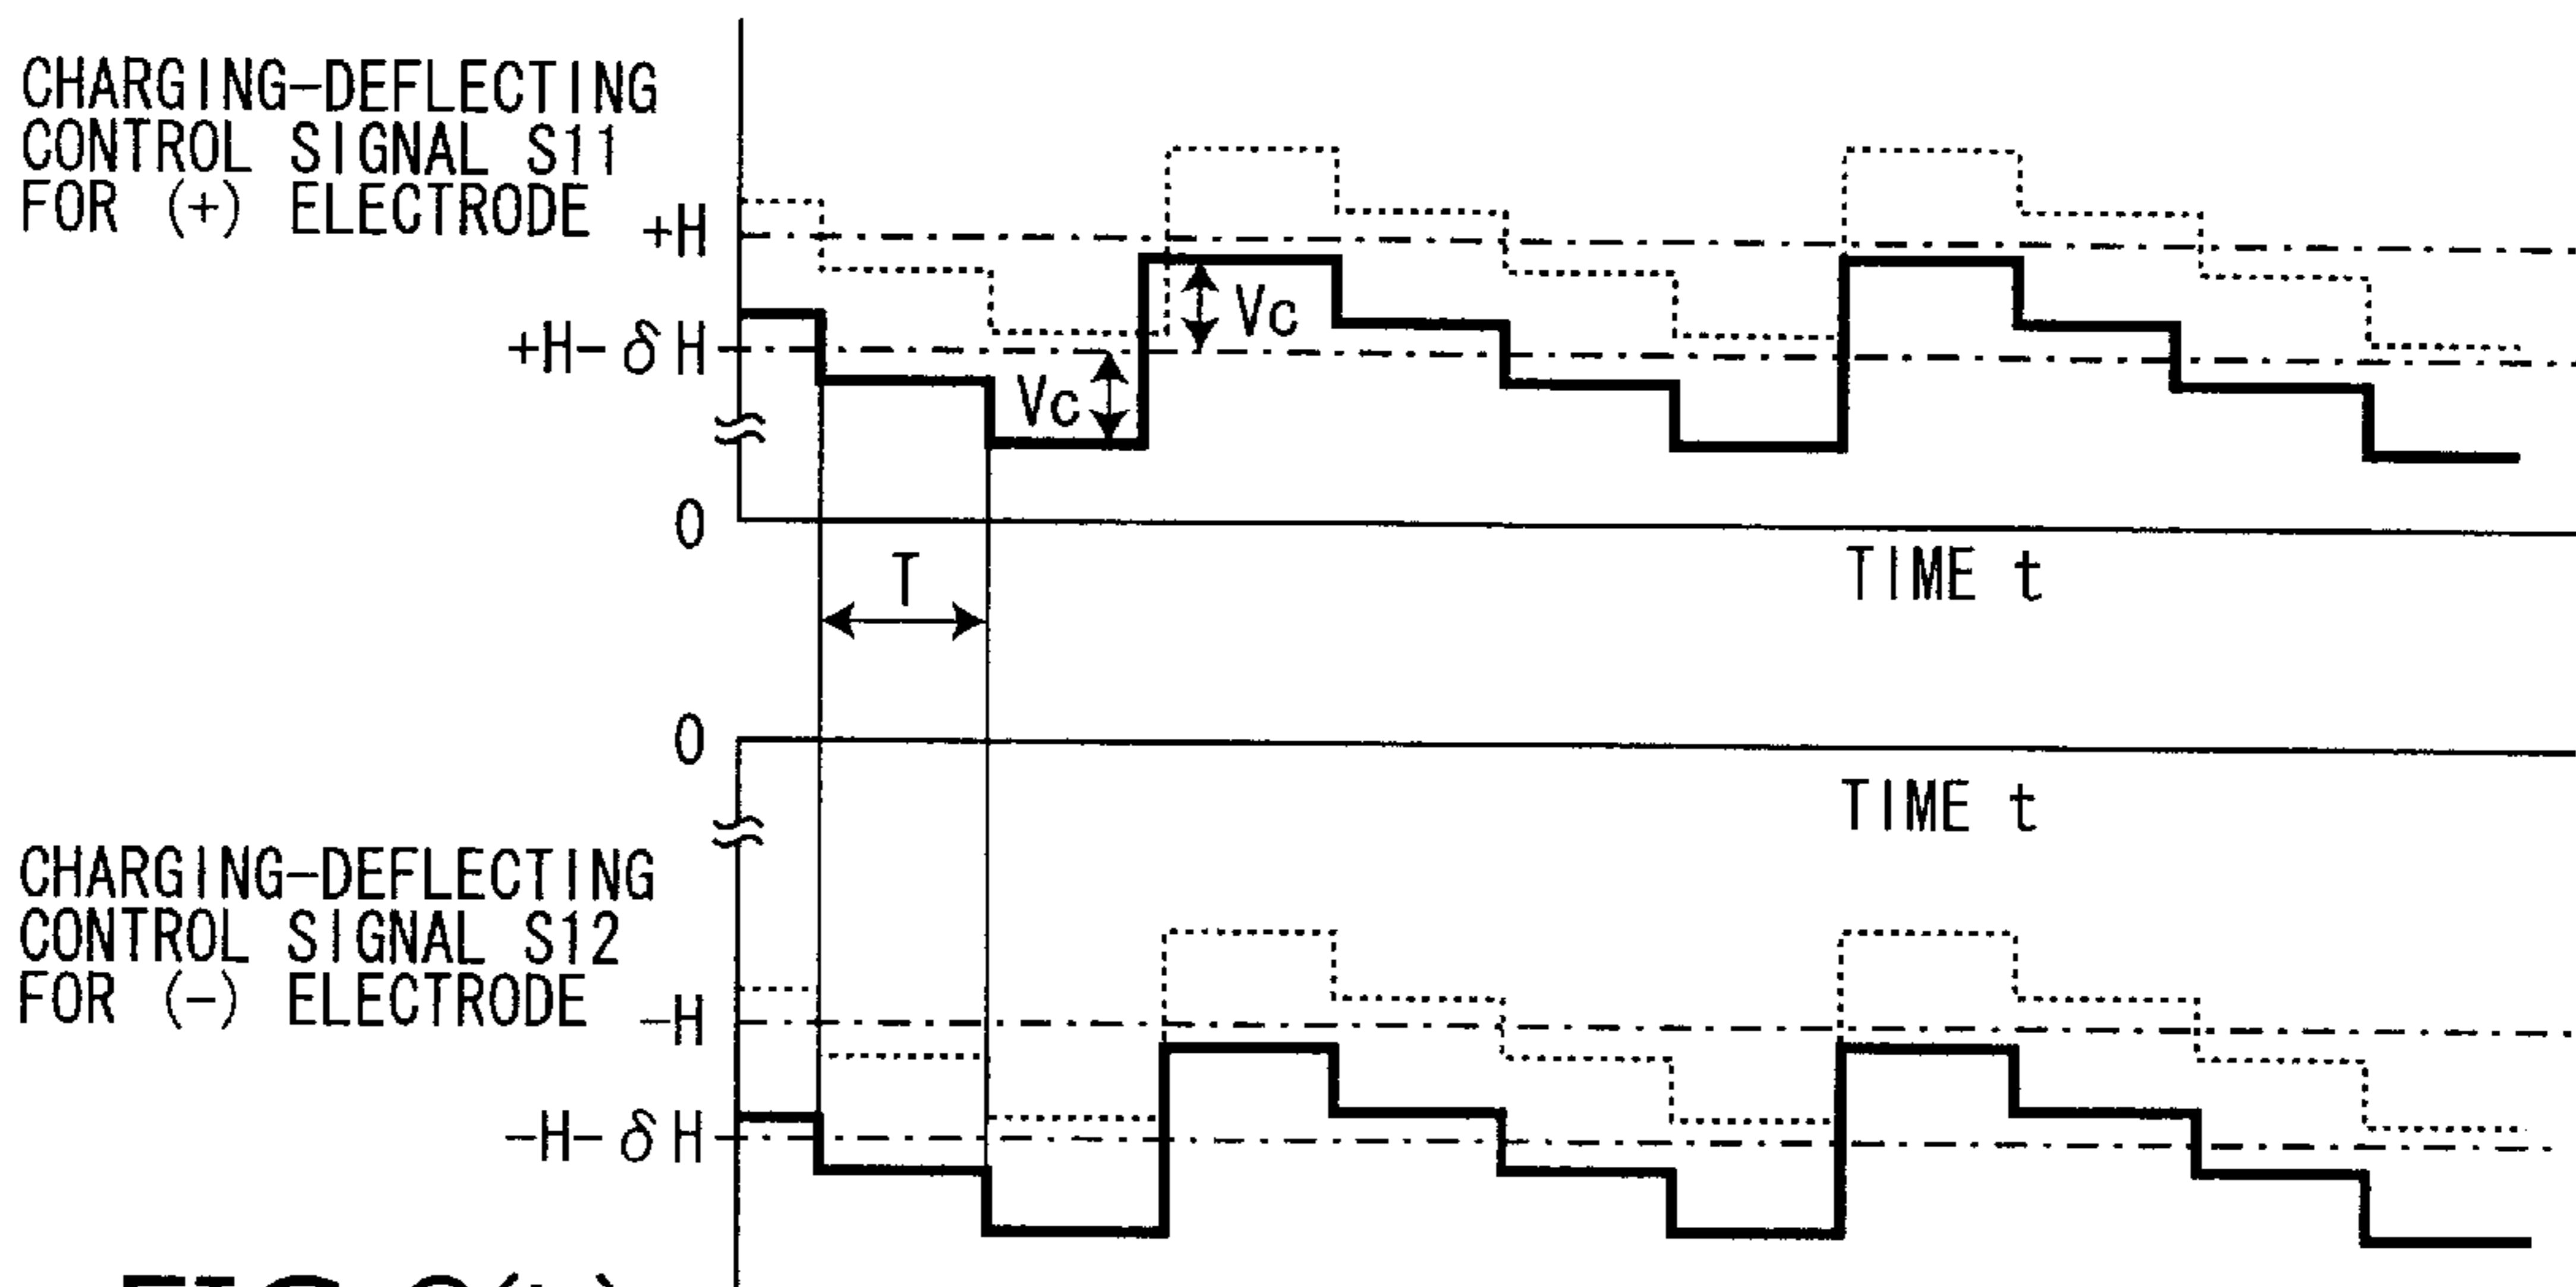 CHARGING-DEFLECTING
CONTROL SIGNAL S11
FOR (+) ELECTRODE
+H
+H-δH
Vc
Vc
0
TIME t
T
0
TIME t
CHARGING-DEFLECTING
CONTROL SIGNAL S12
FOR (-) ELECTRODE
-H
-H-δH